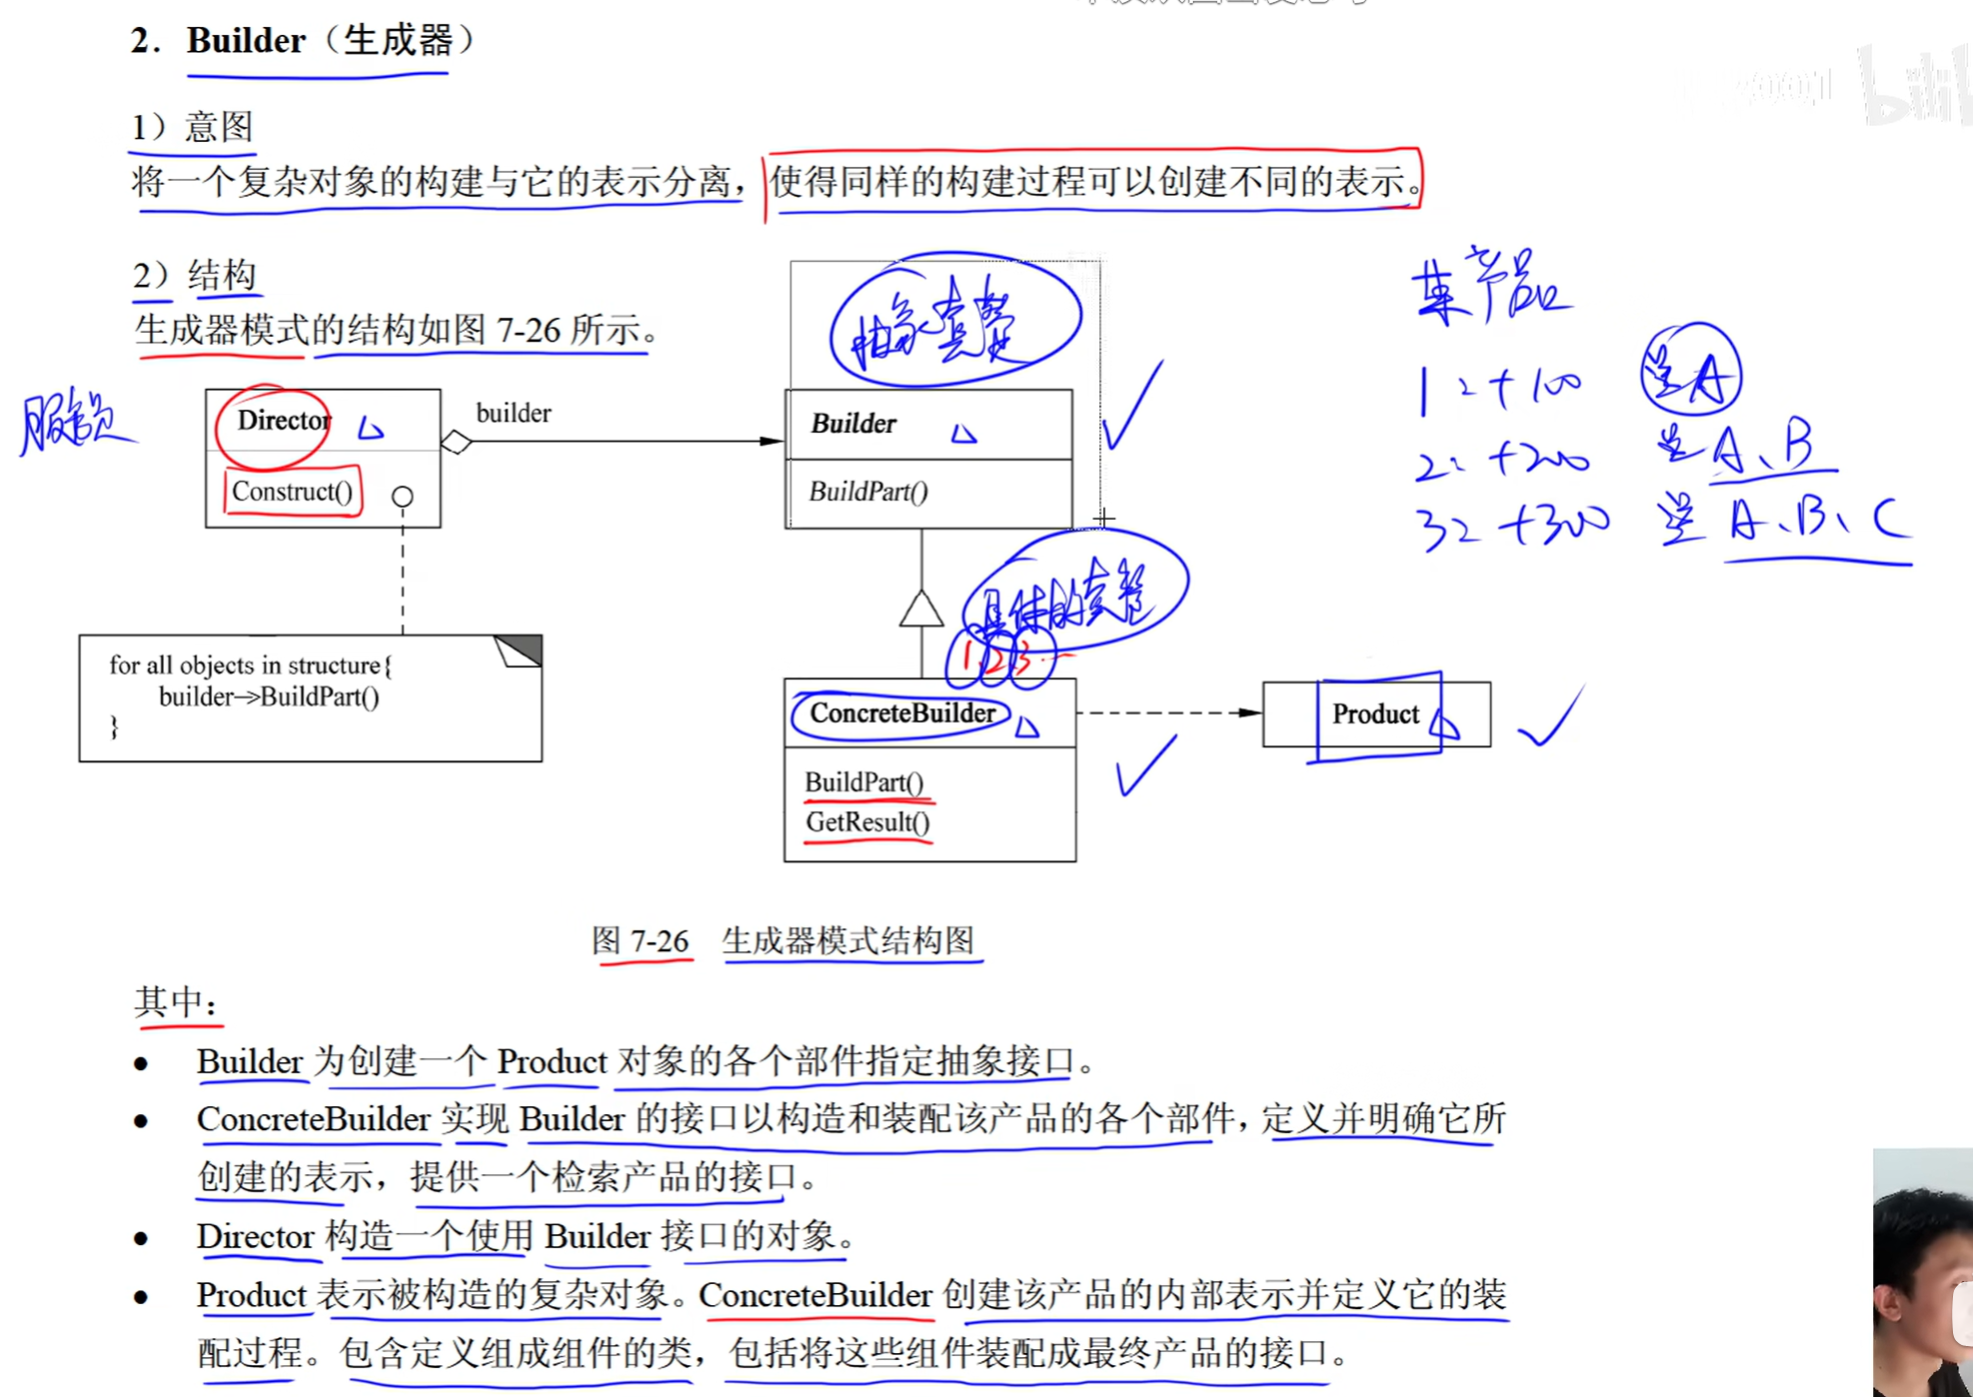 2. Builder（生成器）
1）意图
将一个复杂对象的构建与它的表示分离，使得同样的构建过程可以创建不同的表示。
2）结构
生成器模式的结构如图 7-26 所示。
抽象套餐
某产品
服务员
Director
Construct()
builder
Builder
BuildPart()
1 +100 送A
2 +200 送A、B
3 +300 送A、B、C
具体的套餐
1 2 3
for all objects in structure{
builder->BuildPart()
}
ConcreteBuilder
BuildPart()
GetResult()
Product
图 7-26 生成器模式结构图
其中：
● Builder 为创建一个 Product 对象的各个部件指定抽象接口。
● ConcreteBuilder 实现 Builder 的接口以构造和装配该产品的各个部件，定义并明确它所
创建的表示，提供一个检索产品的接口。
● Director 构造一个使用 Builder 接口的对象。
● Product 表示被构造的复杂对象。ConcreteBuilder 创建该产品的内部表示并定义它的装
配过程。包含定义组成组件的类，包括将这些组件装配成最终产品的接口。